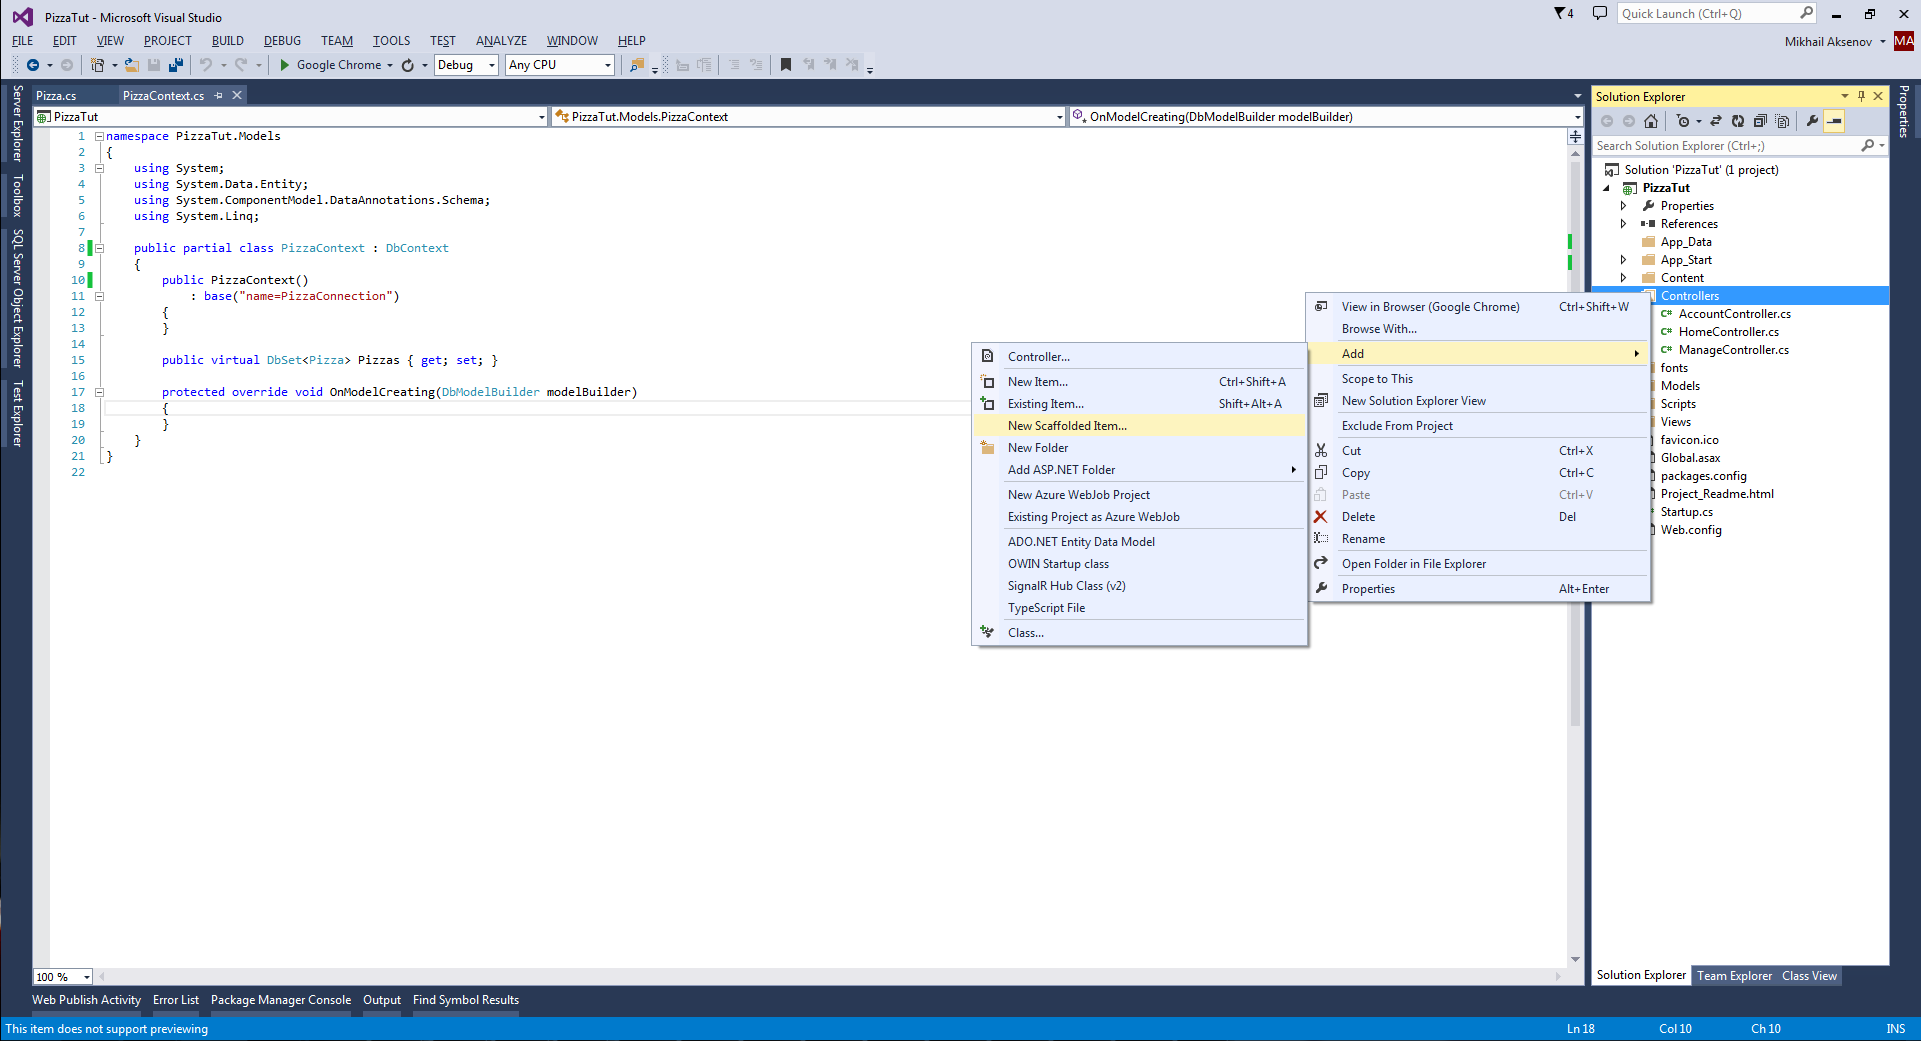 PizzaTut - Microsoft Visual Studio
4
Quick Launch (Ctrl+Q)
FILE EDIT VIEW PROJECT BUILD DEBUG TEAM TOOLS TEST ANALYZE WINDOW HELP
Mikhail Aksenov MA
Google Chrome Debug Any CPU
Server Explorer
Toolbox
SQL Server Object Explorer
Test Explorer
Pizza.cs PizzaContext.cs
PizzaTut PizzaTut.Models.PizzaContext OnModelCreating(DbModelBuilder modelBuilder)
1 namespace PizzaTut.Models
2 {
3 using System;
4 using System.Data.Entity;
5 using System.ComponentModel.DataAnnotations.Schema;
6 using System.Linq;
7
8 public partial class PizzaContext : DbContext
9 {
10 public PizzaContext()
11 : base("name=PizzaConnection")
12 {
13 }
14
15 public virtual DbSet<Pizza> Pizzas { get; set; }
16
17 protected override void OnModelCreating(DbModelBuilder modelBuilder)
18 {
19 }
20 }
21 }
22
Controller...
New Item... Ctrl+Shift+A
Existing Item... Shift+Alt+A
New Scaffolded Item...
New Folder
Add ASP.NET Folder
New Azure WebJob Project
Existing Project as Azure WebJob
ADO.NET Entity Data Model
OWIN Startup class
SignalR Hub Class (v2)
TypeScript File
Class...
View in Browser (Google Chrome) Ctrl+Shift+W
Browse With...
Add
Scope to This
New Solution Explorer View
Exclude From Project
Cut Ctrl+X
Copy Ctrl+C
Paste Ctrl+V
Delete Del
Rename
Open Folder in File Explorer
Properties Alt+Enter
Solution Explorer
Search Solution Explorer (Ctrl+;)
Solution 'PizzaTut' (1 project)
PizzaTut
Properties
References
App_Data
App_Start
Content
Controllers
C# AccountController.cs
C# HomeController.cs
C# ManageController.cs
fonts
Models
Scripts
Views
favicon.ico
Global.asax
packages.config
Project_Readme.html
Startup.cs
Web.config
Properties
100 %
Solution Explorer Team Explorer Class View
Web Publish Activity Error List Package Manager Console Output Find Symbol Results
This item does not support previewing Ln 18 Col 10 Ch 10 INS